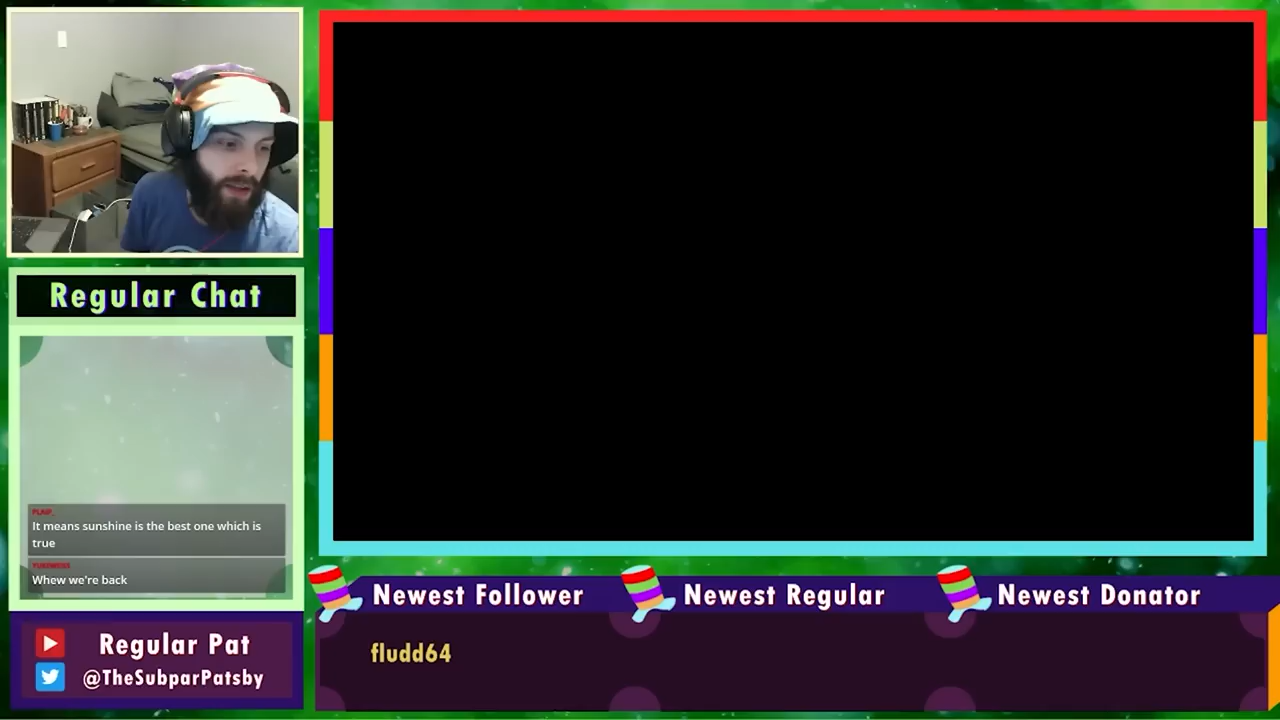 Regular Chat
It means sunshine is the best one which is
true
Whew we're back
Regular Pat
@TheSubparPatsby
Newest Follower
Newest Regular
Newest Donator
fludd64